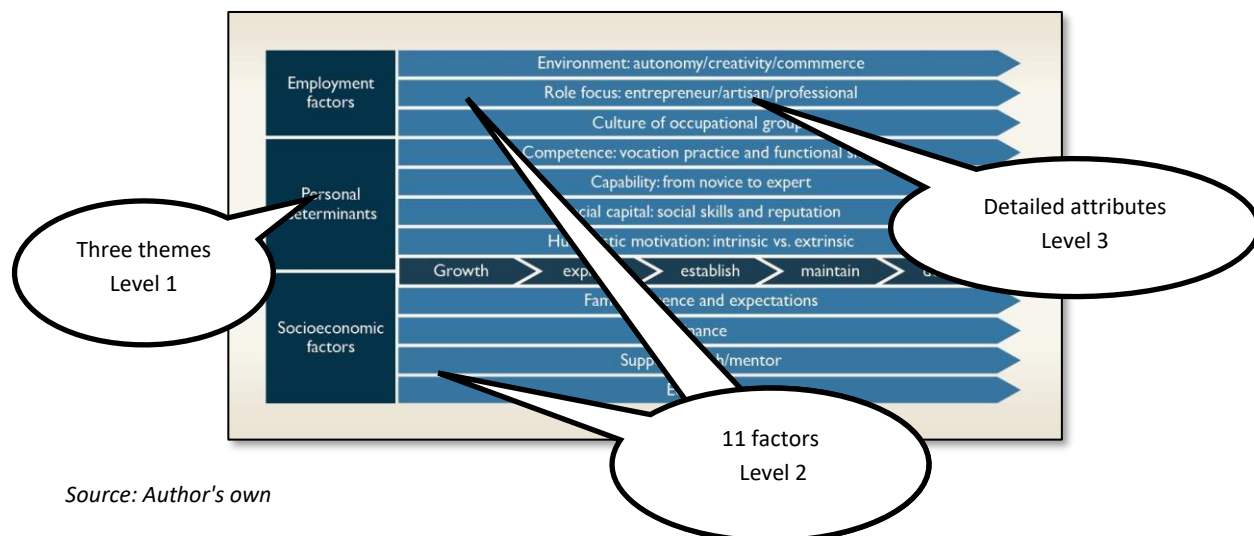 Employment
factors
Environment: autonomy/creativity/commmerce
Role focus: entrepreneur/artisan/professional
Culture of occupational group
Personal
determinants
Competence: vocation practice and functional
Capability: from novice to expert
capital: social skills and reputation
motivation: intrinsic vs. extrinsic
Growth
establish
maintain
Socioeconomic
factors
and expectations
/mentor
Three themes
Level 1
Detailed attributes
Level 3
11 factors
Level 2
Source: Author's own